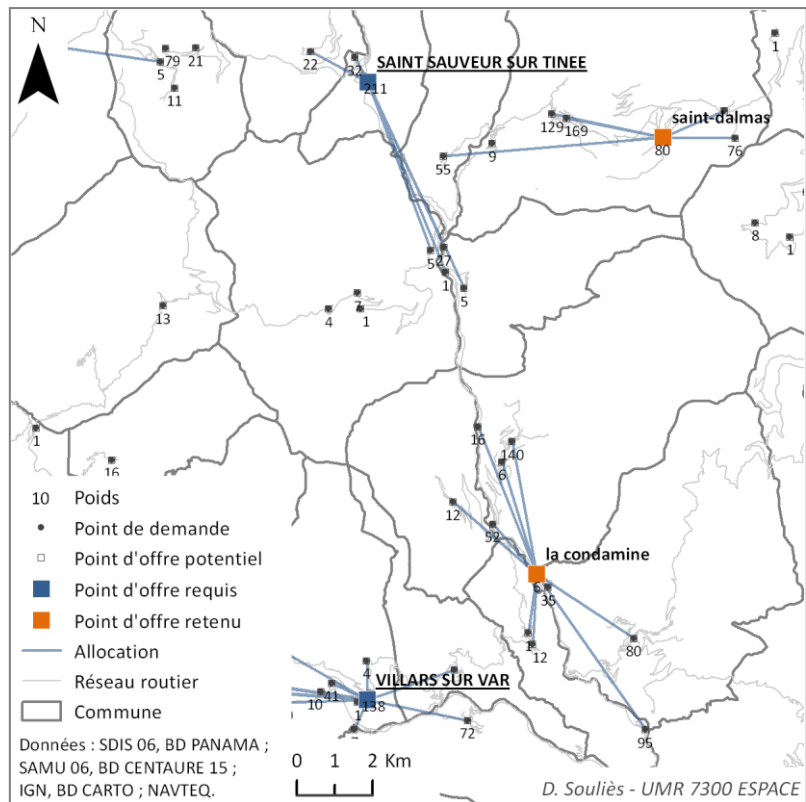 N
22
32
SAINT SAUVEUR SUR TINEE
211
79
21
5
11
1
saint-dalmas
129
169
80
76
9
55
8
1
27
5
1
5
13
7
4
1
1
16
16
140
6
12
52
la condamine
6
35
1
12
80
95
4
VILLARS SUR VAR
41
10
1
138
72
10 Poids
Point de demande
Point d'offre potentiel
Point d'offre requis
Point d'offre retenu
Allocation
Réseau routier
Commune
Données : SDIS 06, BD PANAMA ;
SAMU 06, BD CENTAURE 15 ;
IGN, BD CARTO ; NAVTEQ.
0 1 2 Km
D. Souliès - UMR 7300 ESPACE